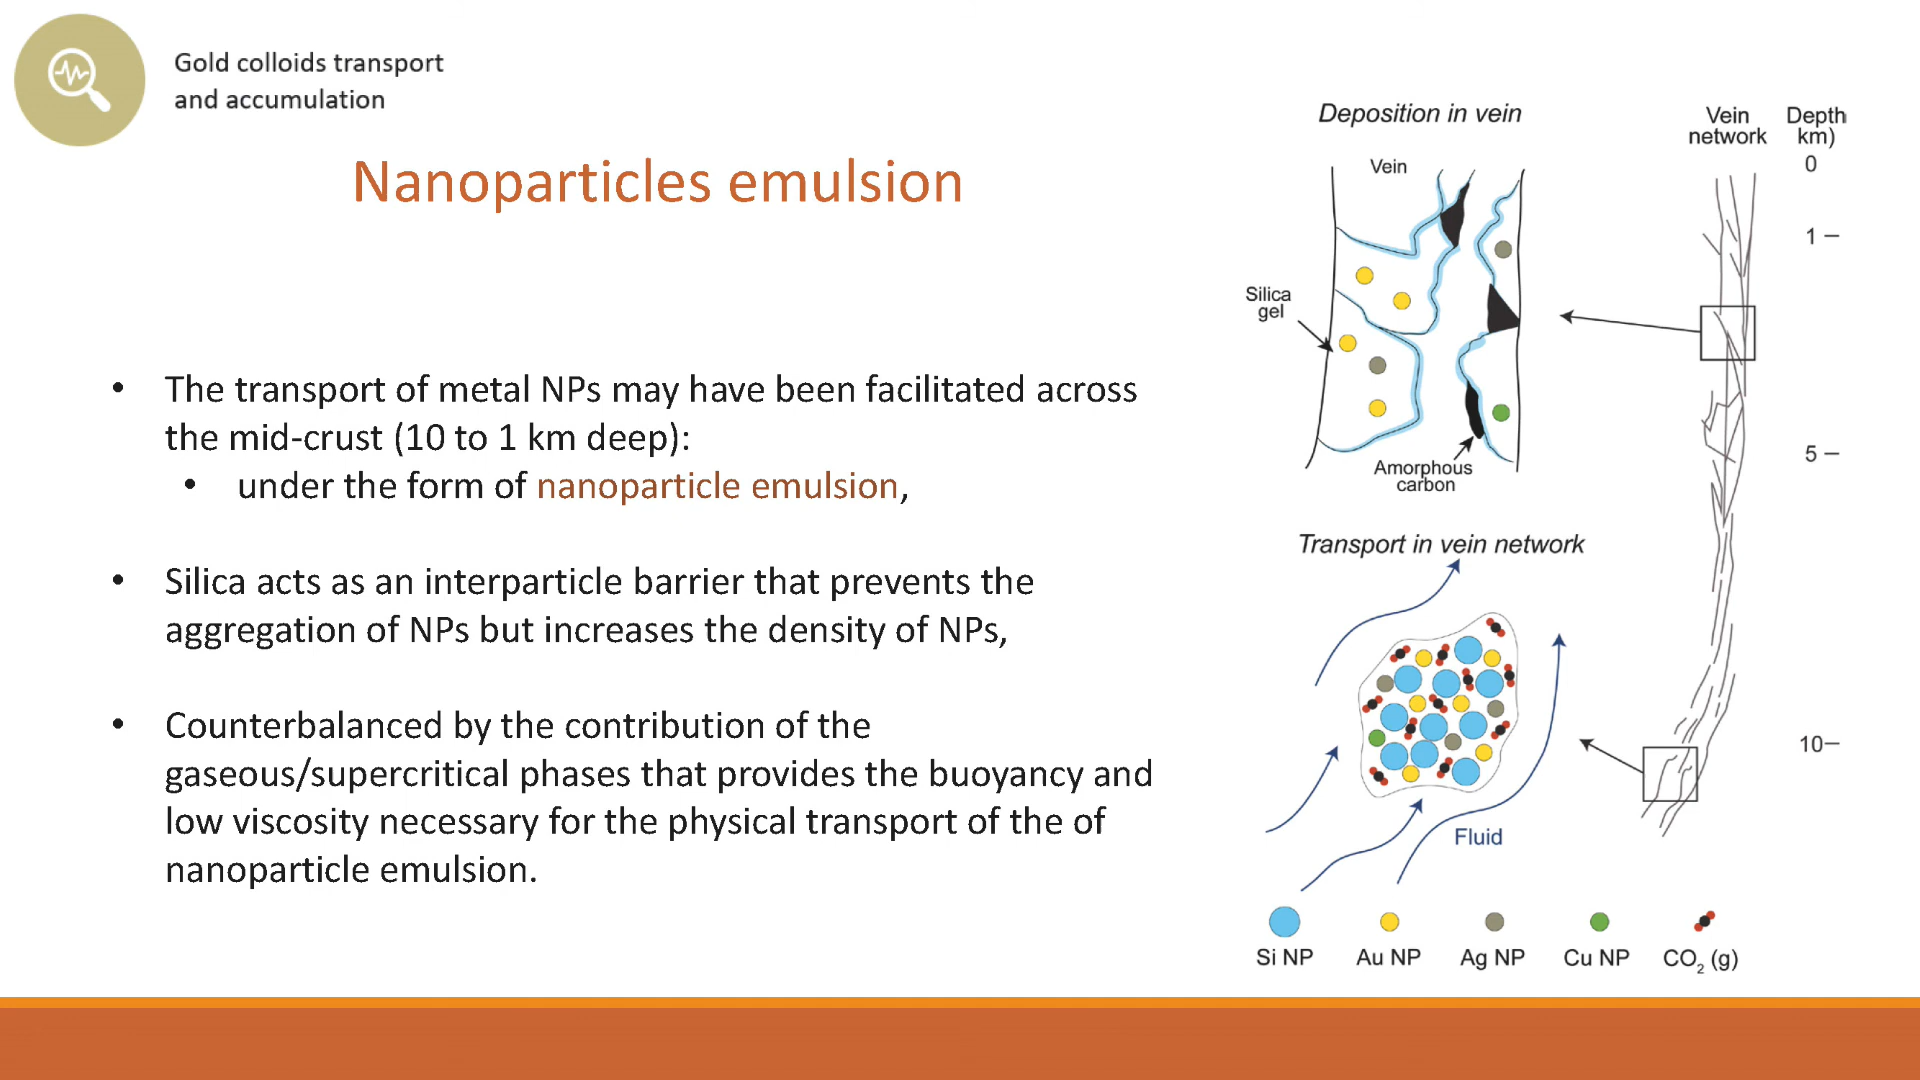 Gold colloids transport
and accumulation
Nanoparticles emulsion
• The transport of metal NPs may have been facilitated across
the mid-crust (10 to 1 km deep):
• under the form of nanoparticle emulsion,
• Silica acts as an interparticle barrier that prevents the
aggregation of NPs but increases the density of NPs,
• Counterbalanced by the contribution of the
gaseous/supercritical phases that provides the buoyancy and
low viscosity necessary for the physical transport of the of
nanoparticle emulsion.
Deposition in vein
Vein
Silica
gel
Amorphous
carbon
Vein
network
Depth
km)
0
1
5
10
Transport in vein network
Fluid
Si NP
Au NP
Ag NP
Cu NP
CO₂ (g)